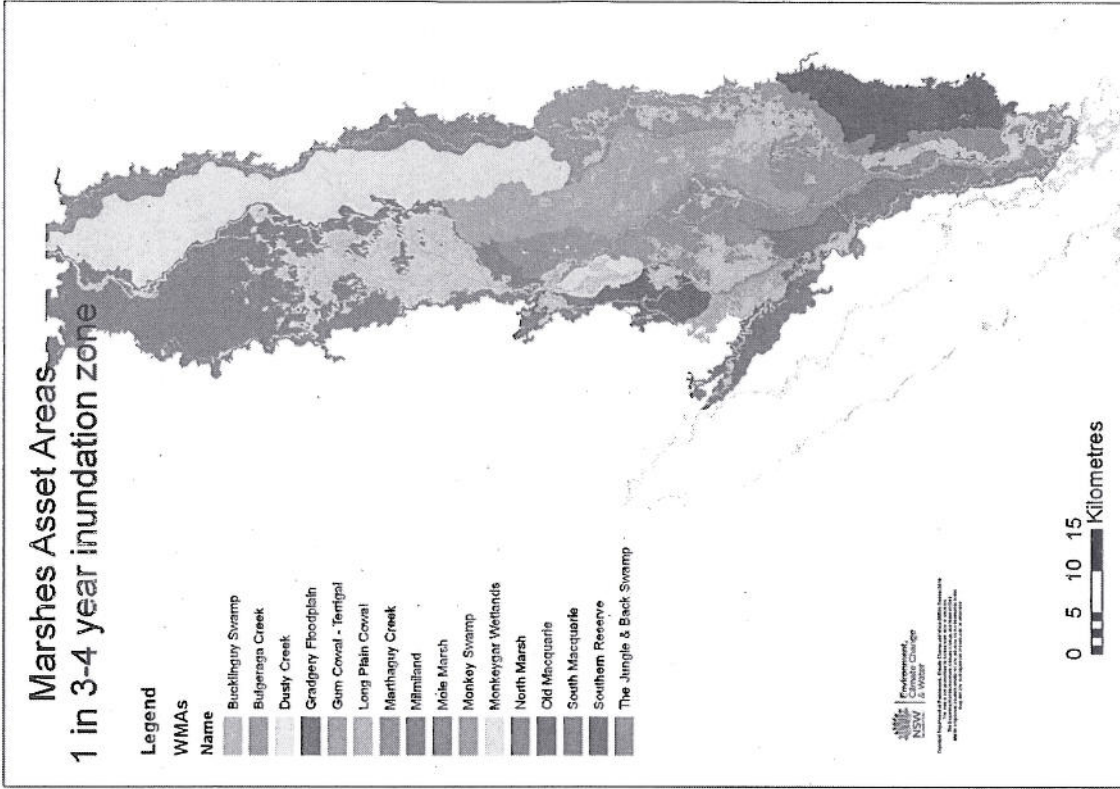 Marshes Asset Areas
1 in 3-4 year inundation zone
Legend
WMAs
Name
Bucklinguy Swamp
Bulgeraga Creek
Dusty Creek
Gradgery Floodplain
Gum Cowal - Terrigal
Long Plain Cowal
Marthaguy Creek
Milmiland
Mole Marsh
Monkey Swamp
Monkeygar Wetlands
North Marsh
Old Macquarie
South Macquarie
Southern Reserve
The Jungle & Back Swamp
0 5 10 15
Kilometres
NSW
Environment,
Climate Change
& Water